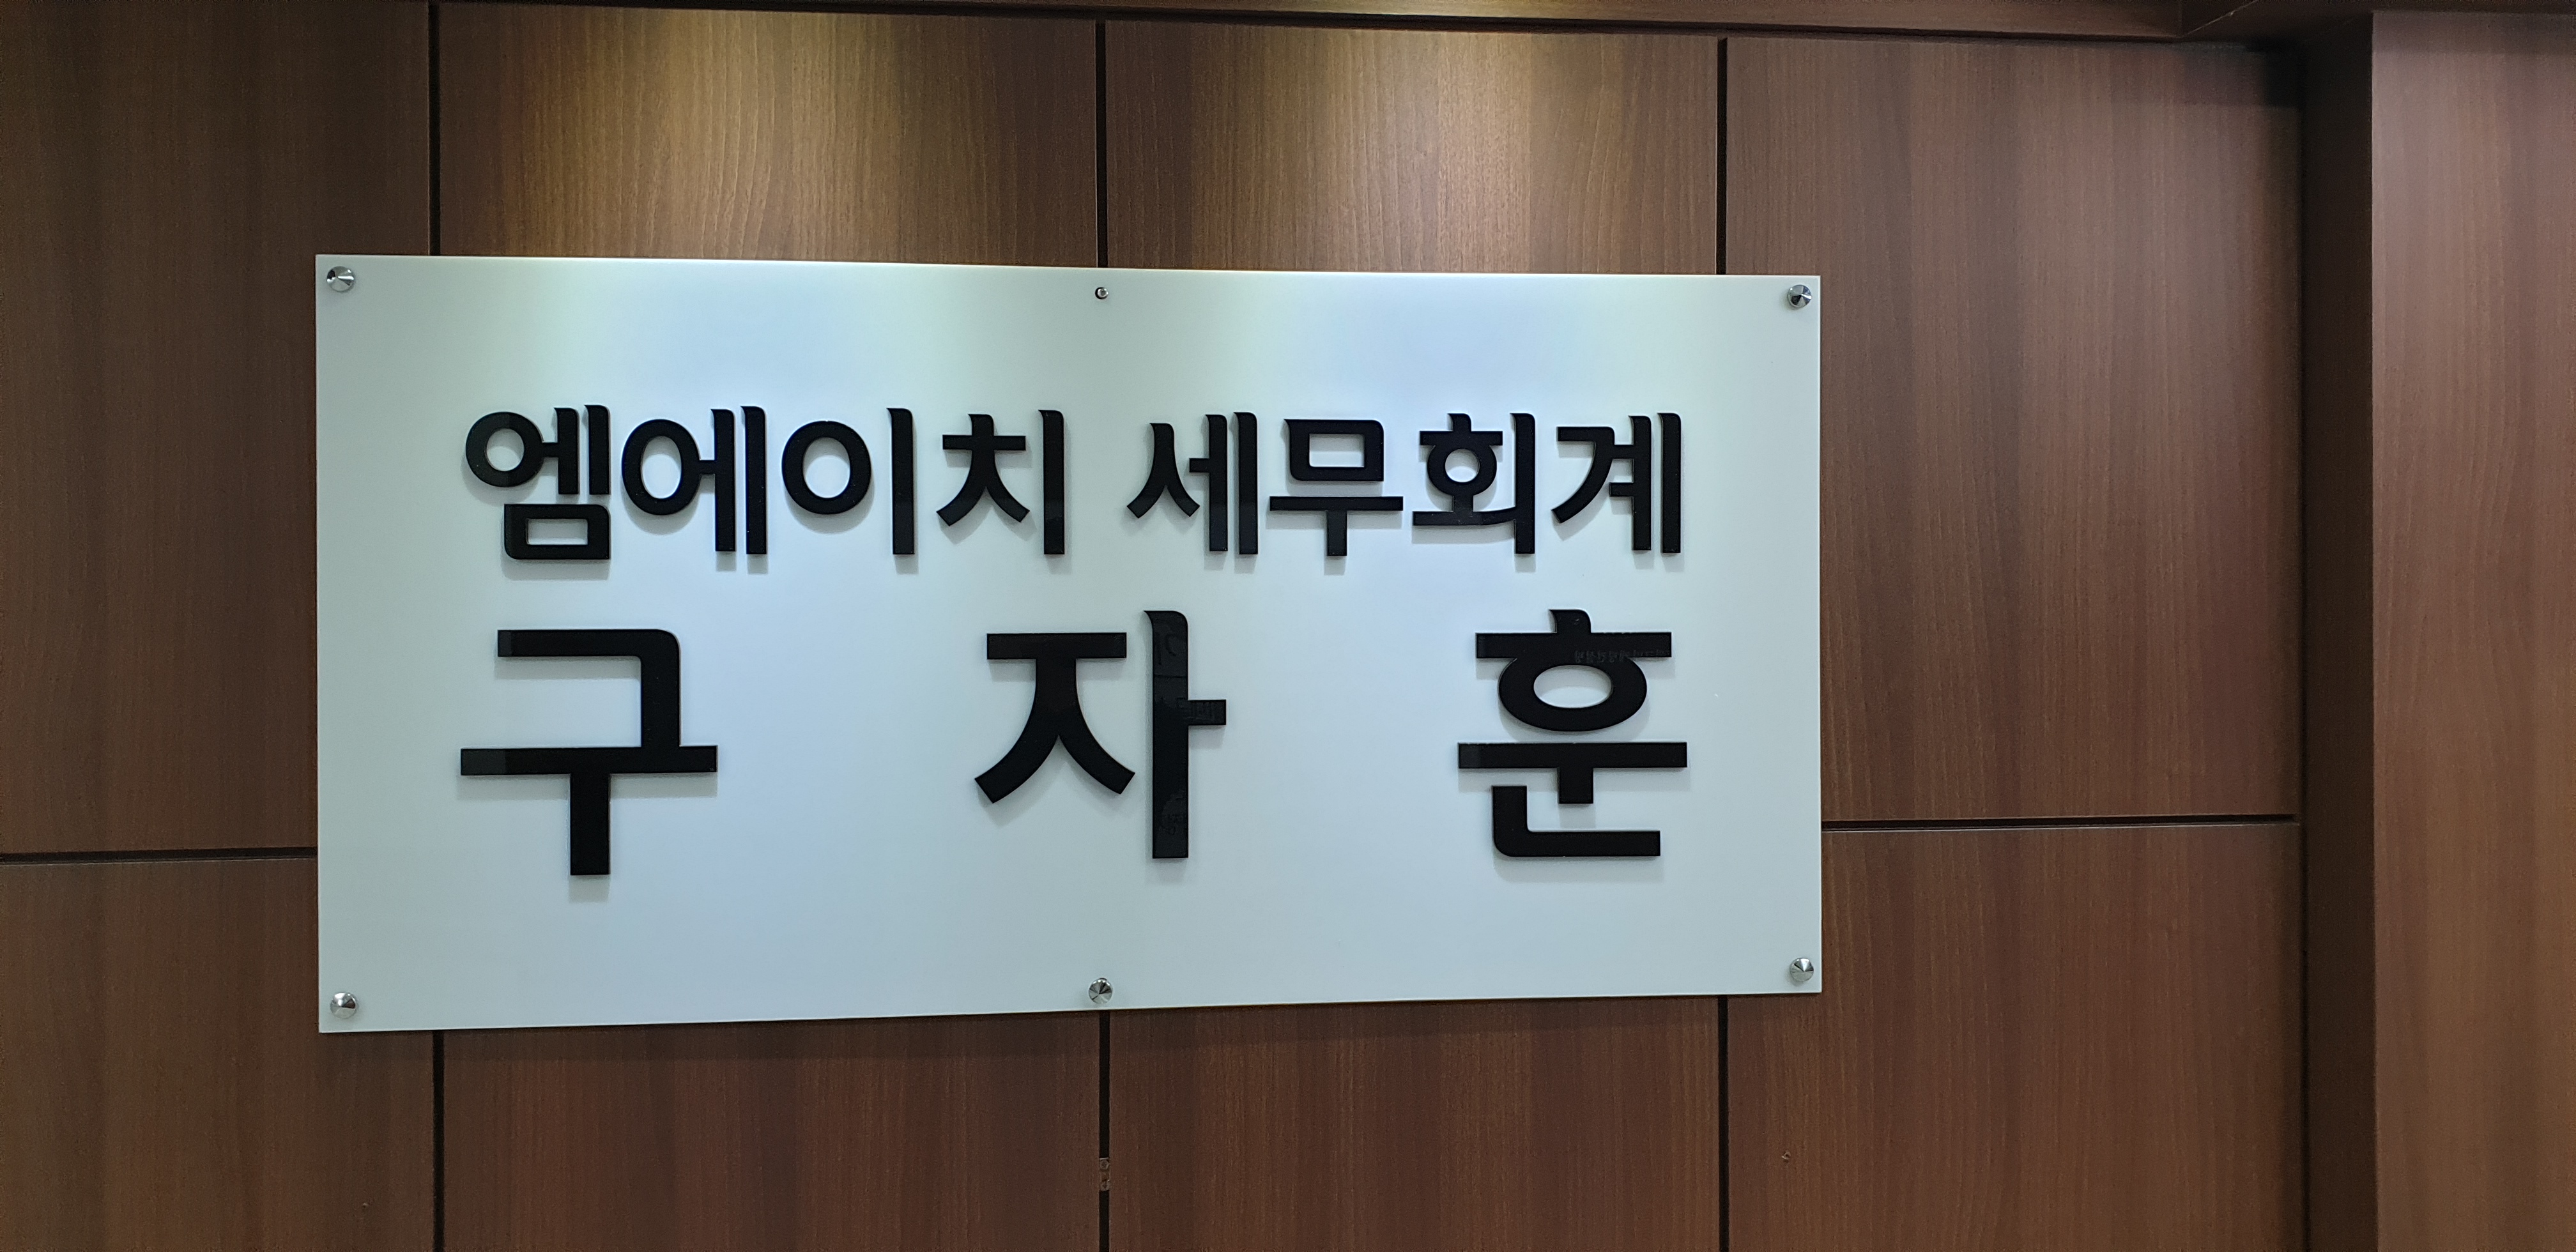 엠에이치 세무회계
구 자 훈